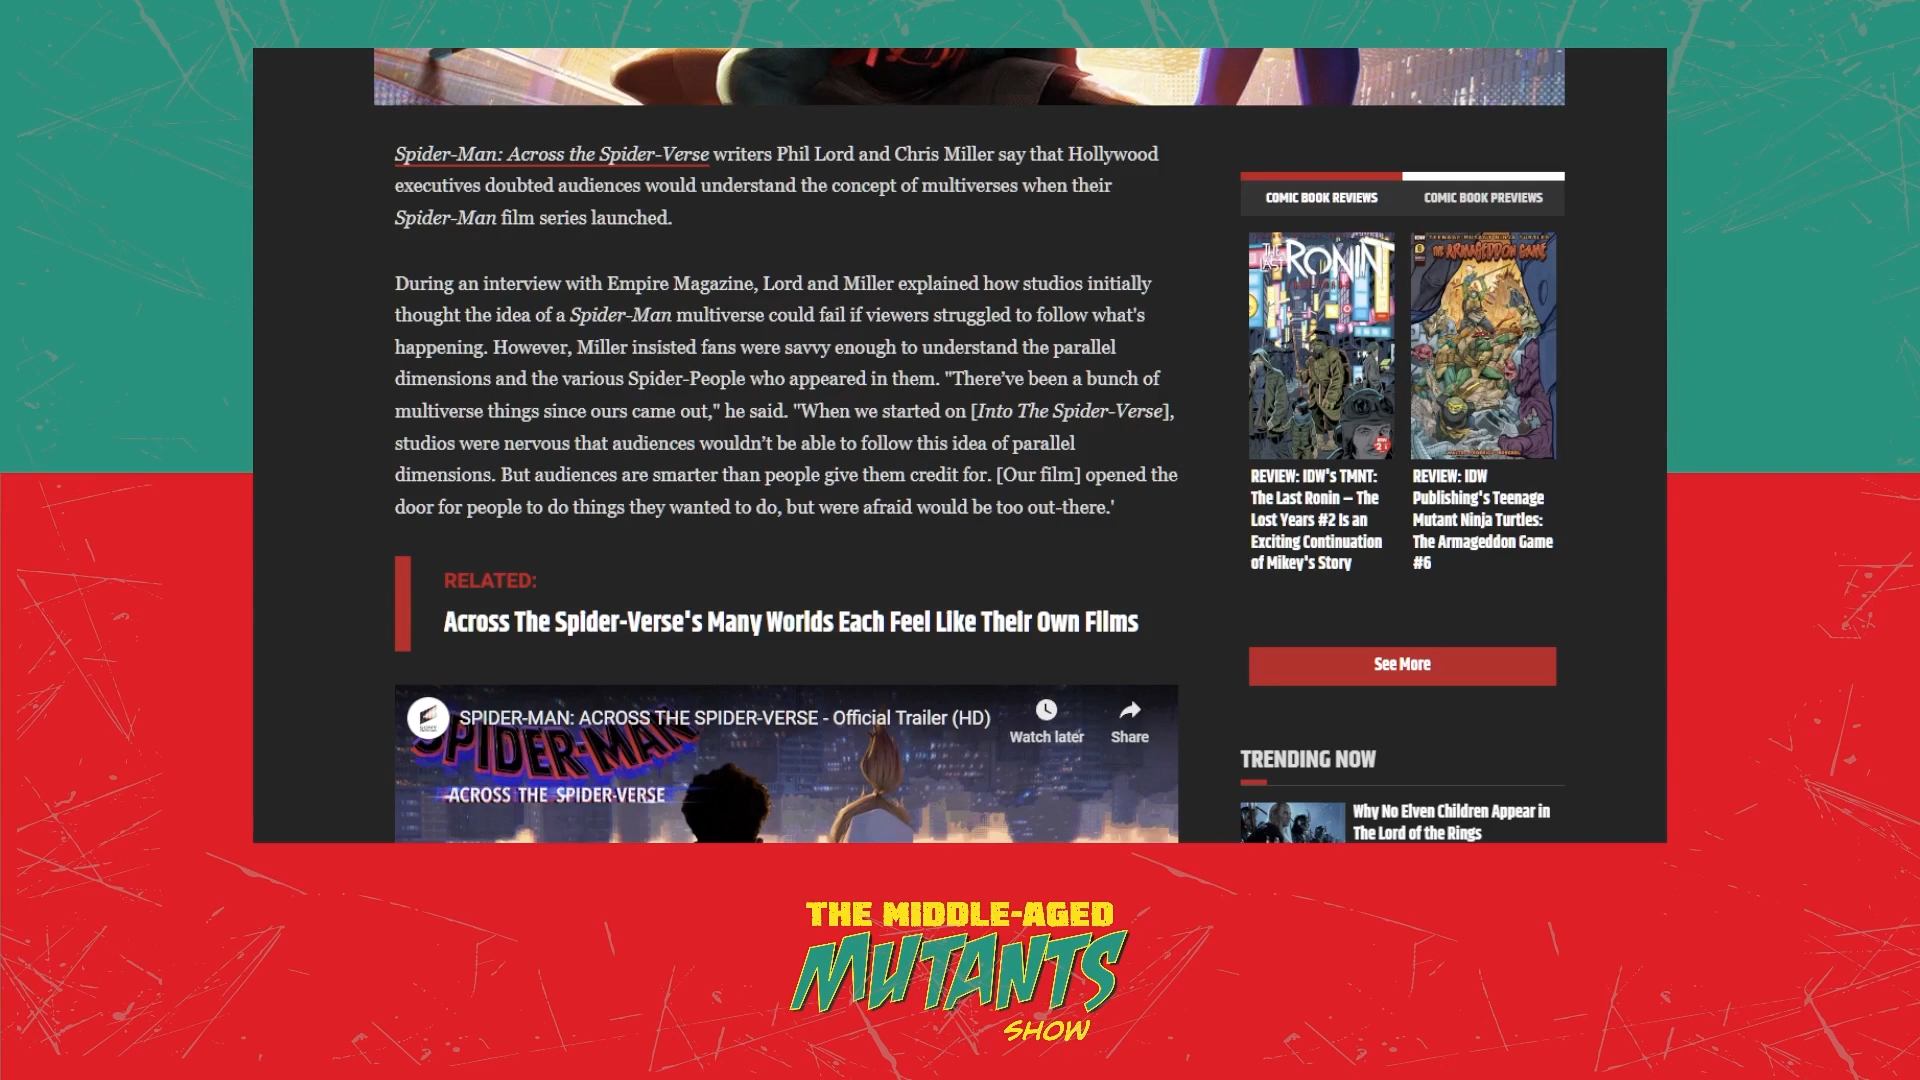 Spider-Man: Across the Spider-Verse writers Phil Lord and Chris Miller say that Hollywood
executives doubted audiences would understand the concept of multiverses when their
Spider-Man film series launched.
During an interview with Empire Magazine, Lord and Miller explained how studios initially
thought the idea of a Spider-Man multiverse could fail if viewers struggled to follow what's
happening. However, Miller insisted fans were savvy enough to understand the parallel
dimensions and the various Spider-People who appeared in them. "There’ve been a bunch of
multiverse things since ours came out," he said. "When we started on [Into The Spider-Verse],
studios were nervous that audiences wouldn’t be able to follow this idea of parallel
dimensions. But audiences are smarter than people give them credit for. [Our film] opened the
door for people to do things they wanted to do, but were afraid would be too out-there.'
RELATED:
Across The Spider-Verse's Many Worlds Each Feel Like Their Own Films
SPIDER-MAN: ACROSS THE SPIDER-VERSE - Official Trailer (HD)
Watch later
Share
SPIDER-MAN
ACROSS THE SPIDER-VERSE
COMIC BOOK REVIEWS
COMIC BOOK PREVIEWS
THE LAST RONIN
TEENAGE MUTANT NINJA TURTLES
THE ARMAGEDDON GAME
REVIEW: IDW's TMNT:
The Last Ronin – The
Lost Years #2 Is an
Exciting Continuation
of Mikey's Story
REVIEW: IDW
Publishing's Teenage
Mutant Ninja Turtles:
The Armageddon Game
#6
See More
TRENDING NOW
Why No Elven Children Appear in
The Lord of the Rings
THE MIDDLE-AGED
MUTANTS
SHOW